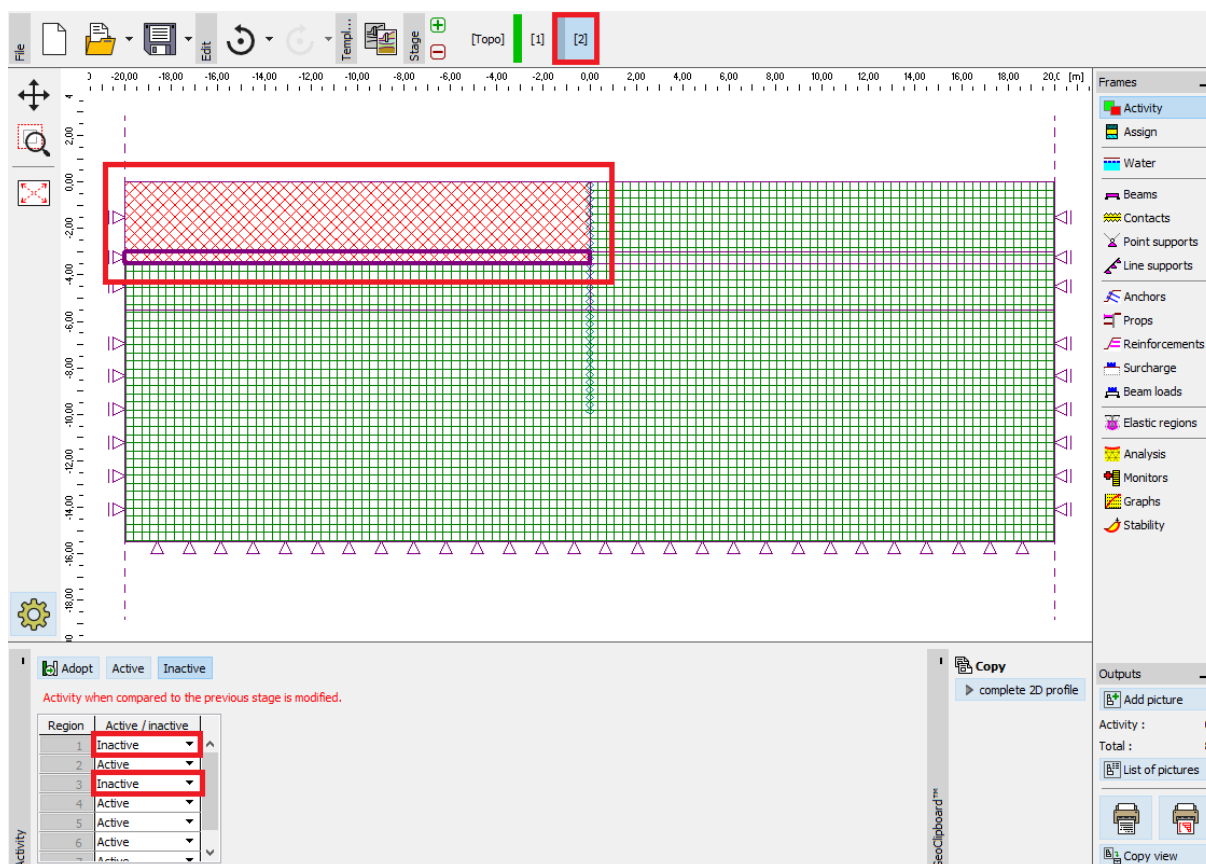 File
Edit
Templ...
Stage
[Topo]
[1]
[2]
-20,00 -18,00 -16,00 -14,00 -12,00 -10,00 -8,00 -6,00 -4,00 -2,00 0,00 2,00 4,00 6,00 8,00 10,00 12,00 14,00 16,00 18,00 20,0 [m]
2,00
0,00
-2,00
-4,00
-6,00
-8,00
-10,00
-12,00
-14,00
-16,00
-18,00
Frames
Activity
Assign
Water
Beams
Contacts
Point supports
Line supports
Anchors
Props
Reinforcements
Surcharge
Beam loads
Elastic regions
Analysis
Monitors
Graphs
Stability
Activity
Adopt Active Inactive
Activity when compared to the previous stage is modified.
Region Active / inactive
1 Inactive
2 Active
3 Inactive
4 Active
5 Active
6 Active
7 Active
GeoClipboard™
Copy
complete 2D profile
Outputs
Add picture
Activity :
Total :
List of pictures
Copy view